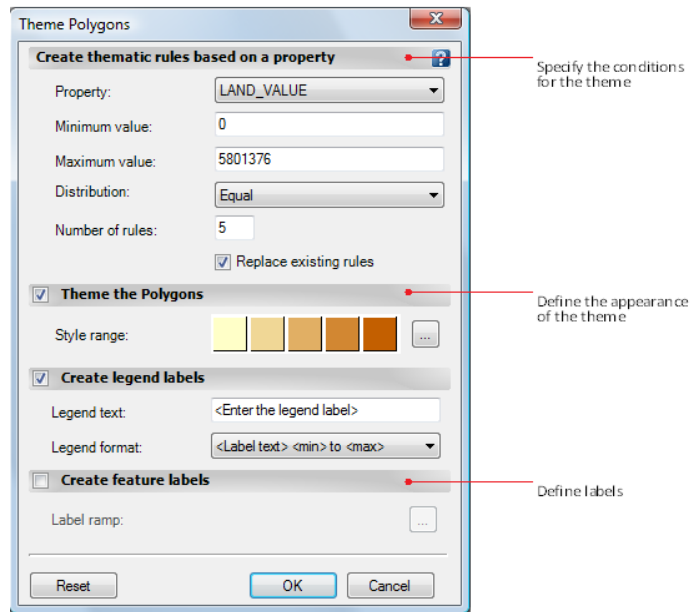 Theme Polygons
Create thematic rules based on a property
?
Property:
LAND_VALUE
Minimum value:
0
Maximum value:
5801376
Distribution:
Equal
Number of rules:
5
Replace existing rules
Theme the Polygons
Style range:
...
Create legend labels
Legend text:
<Enter the legend label>
Legend format:
<Label text> <min> to <max>
Create feature labels
Label ramp:
...
Reset
OK
Cancel
Specify the conditions
for the theme
Define the appearance
of the theme
Define labels